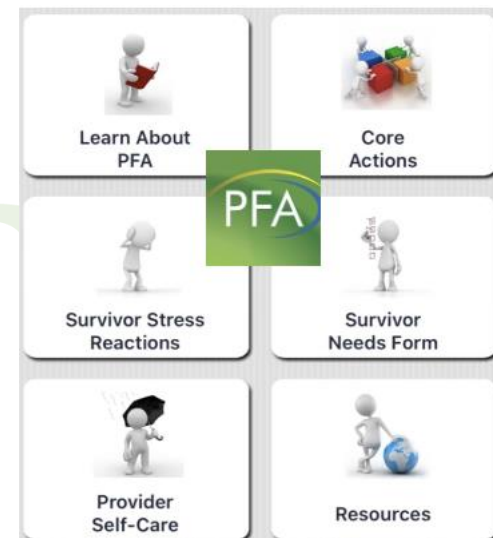 Learn About
PFA
Core
Actions
PFA
Survivor Stress
Reactions
Survivor
Needs Form
Provider
Self-Care
Resources